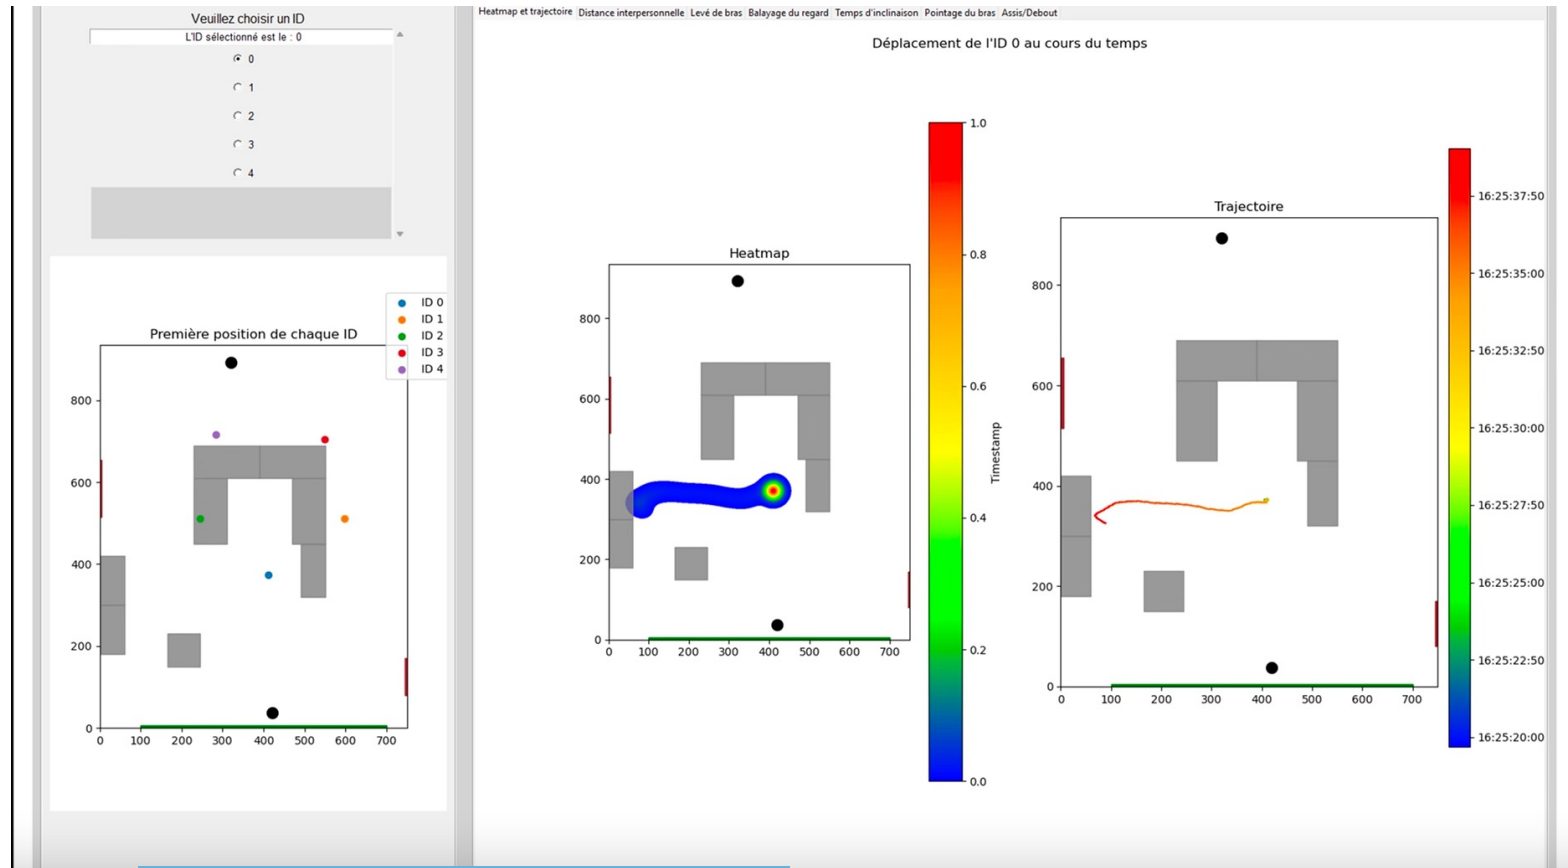 Veuillez choisir un ID
L'ID sélectionné est le : 0
0
1
2
3
4
ID 0
ID 1
ID 2
ID 3
ID 4
Première position de chaque ID
800
600
400
200
0
0 100 200 300 400 500 600 700
Heatmap et trajectoire Distance interpersonnelle Levé de bras Balayage du regard Temps d'inclinaison Pointage du bras Assis/Debout
Déplacement de l'ID 0 au cours du temps
Heatmap
800
600
400
200
0
0 100 200 300 400 500 600 700
1.0
0.8
0.6
0.4
0.2
0.0
Timestamp
Trajectoire
800
600
400
200
0
0 100 200 300 400 500 600 700
16:25:37:50
16:25:35:00
16:25:32:50
16:25:30:00
16:25:27:50
16:25:25:00
16:25:22:50
16:25:20:00